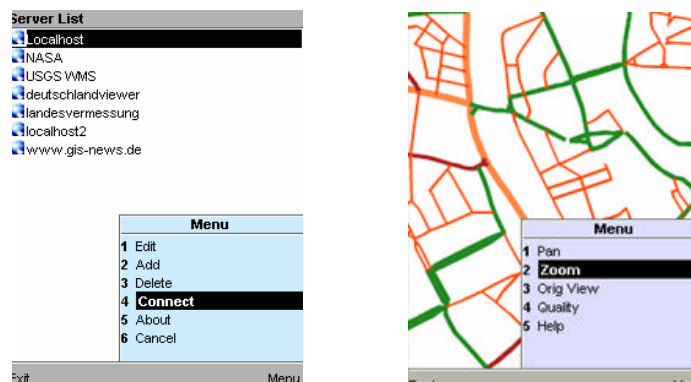 Server List
Localhost
NASA
USGS WMS
deutschlandviewer
landesvermessung
localhost2
www.gis-news.de
Menu
1 Edit
2 Add
3 Delete
4 Connect
5 About
6 Cancel
Exit Menu
Menu
1 Pan
2 Zoom
3 Orig View
4 Quality
5 Help